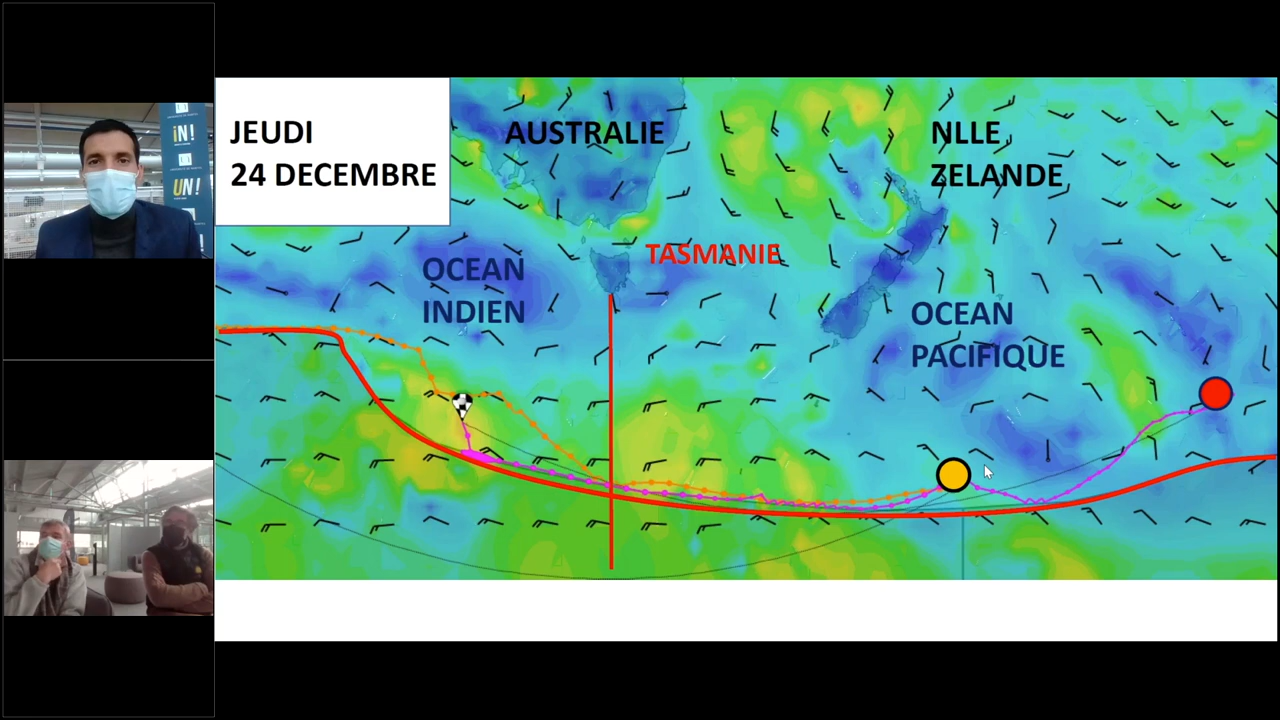 JEUDI
24 DECEMBRE
AUSTRALIE
NLLE
ZELANDE
TASMANIE
OCEAN
INDIEN
OCEAN
PACIFIQUE
iN!
UN!